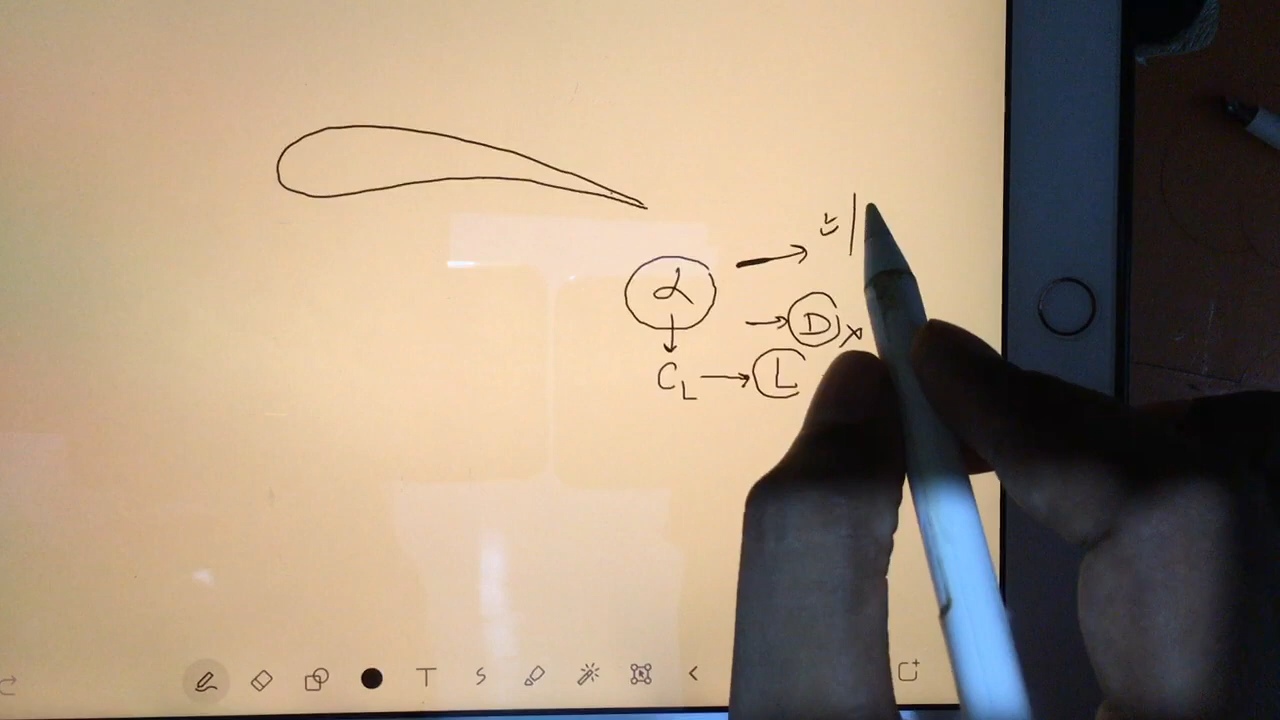 α →
→ D x
C_L → L
T